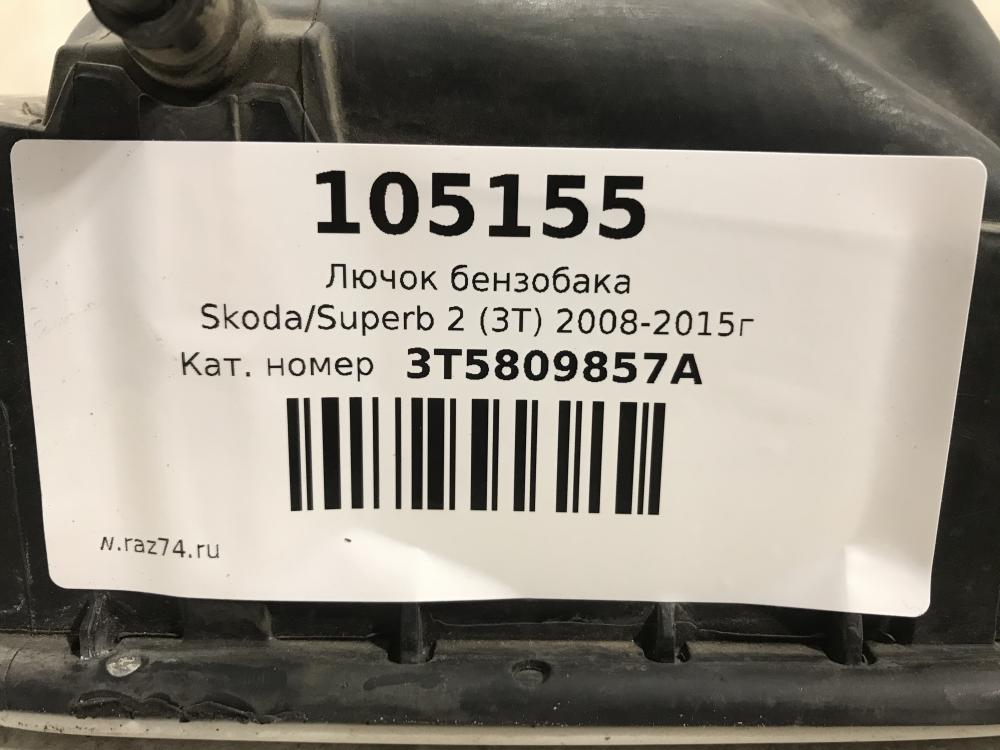 105155
Лючок бензобака
Skoda/Superb 2 (3T) 2008-2015г
Кат. номер 3T5809857A
w.raz74.ru